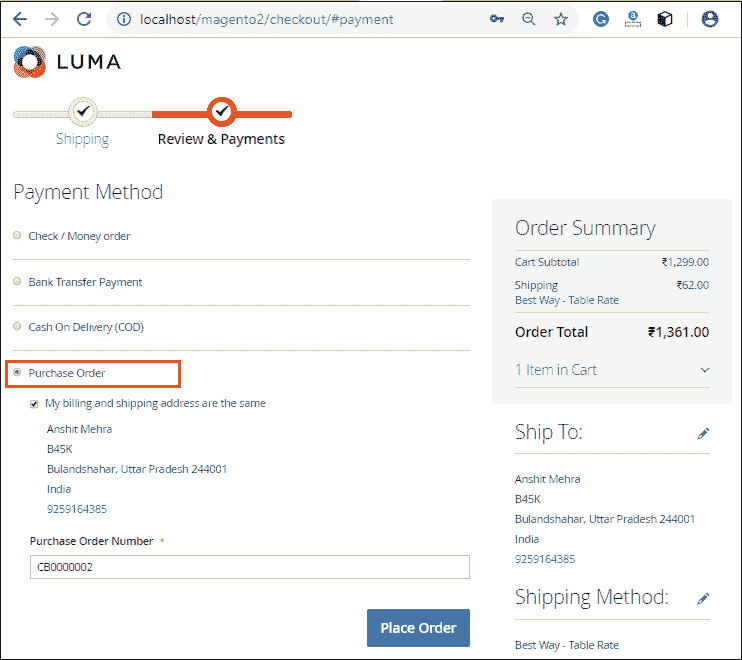 localhost/magento2/checkout/#payment
LUMA
Shipping
Review & Payments
Payment Method
Check / Money order
Bank Transfer Payment
Cash On Delivery (COD)
Purchase Order
My billing and shipping address are the same
Anshit Mehra
B45K
Bulandshahar, Uttar Pradesh 244001
India
9259164385
Purchase Order Number *
CB0000002
Place Order
Order Summary
Cart Subtotal ₹1,299.00
Shipping ₹62.00
Best Way - Table Rate
Order Total ₹1,361.00
1 Item in Cart
Ship To:
Anshit Mehra
B45K
Bulandshahar, Uttar Pradesh 244001
India
9259164385
Shipping Method:
Best Way - Table Rate